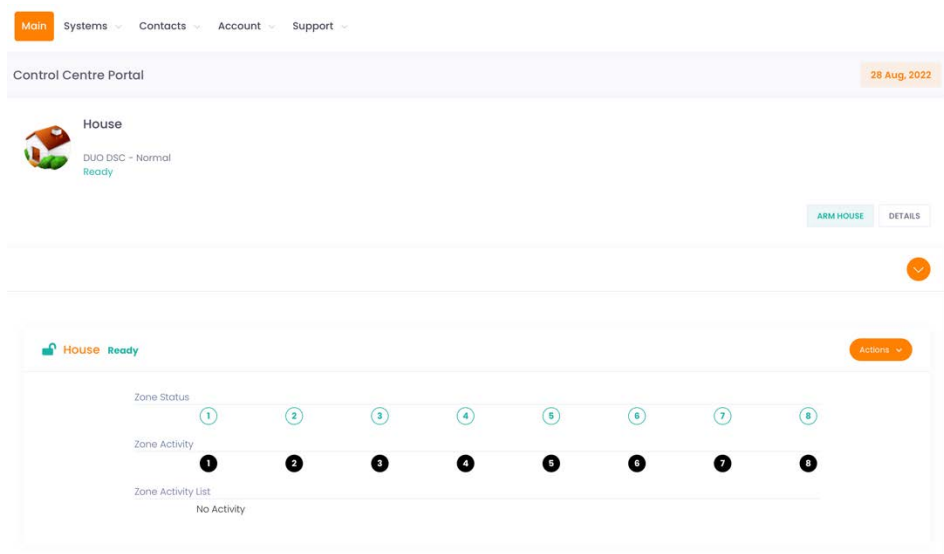 Main Systems Contacts Account Support
Control Centre Portal 28 Aug, 2022
House
DUO DSC - Normal
Ready
ARM HOUSE DETAILS
House Ready Actions
Zone Status
1 2 3 4 5 6 7 8
Zone Activity
1 2 3 4 5 6 7 8
Zone Activity List
No Activity